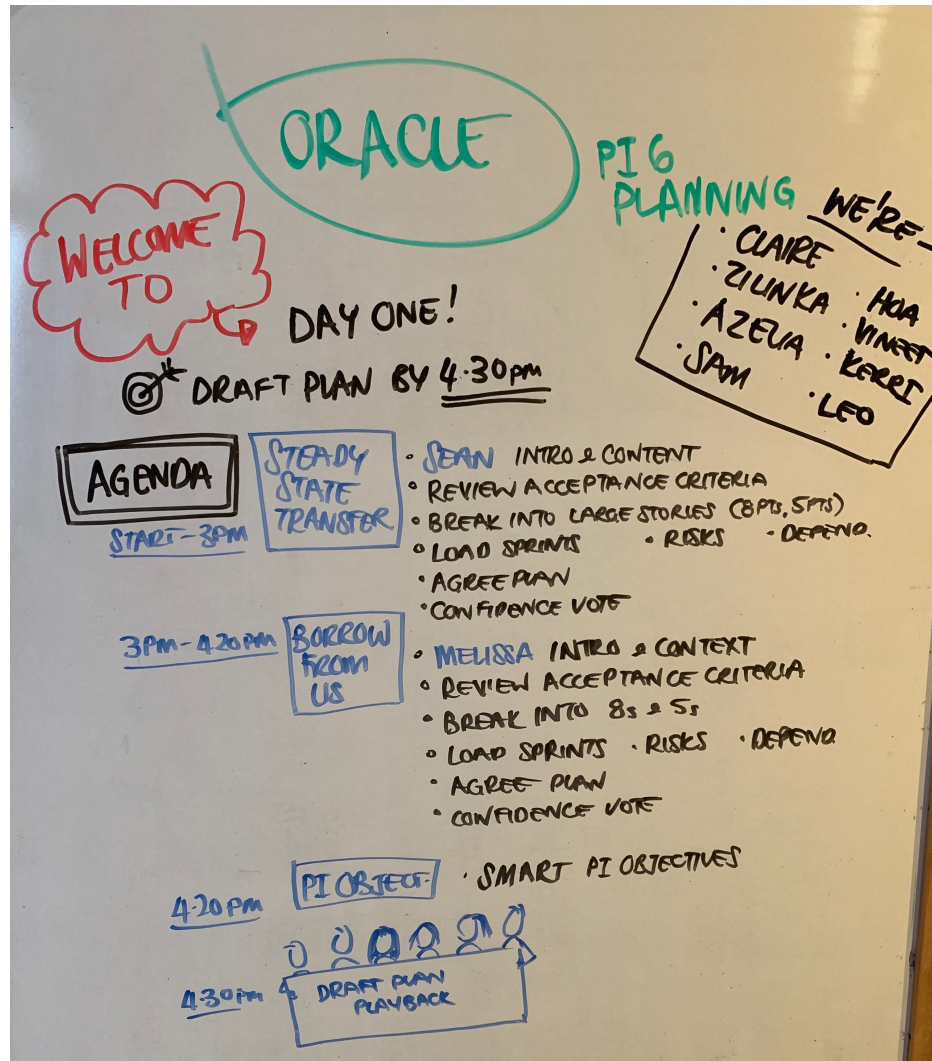 ORACLE
PI 6
PLANNING
WELCOME
TO
DAY ONE!
DRAFT PLAN BY 4.30pm
WE'RE
• CLAIRE
• ZILINKA • HOA
• AZELIA • VINEET
• SAM • KERRI
• LEO
AGENDA
START - 3PM
STEADY
STATE
TRANSFER
• SEAN INTRO & CONTENT
• REVIEW ACCEPTANCE CRITERIA
• BREAK INTO LARGE STORIES (8PTS, 5PTS)
• LOAD SPRINTS • RISKS • DEPEND.
• AGREE PLAN
• CONFIDENCE VOTE
3PM - 4.20PM
BORROW
FROM
US
• MELISSA INTRO & CONTEXT
• REVIEW ACCEPTANCE CRITERIA
• BREAK INTO 8s & 5s
• LOAD SPRINTS • RISKS • DEPEND.
• AGREE PLAN
• CONFIDENCE VOTE
4.20pm
PI OBJECT.
• SMART PI OBJECTIVES
4.30pm
DRAFT PLAN
PLAYBACK